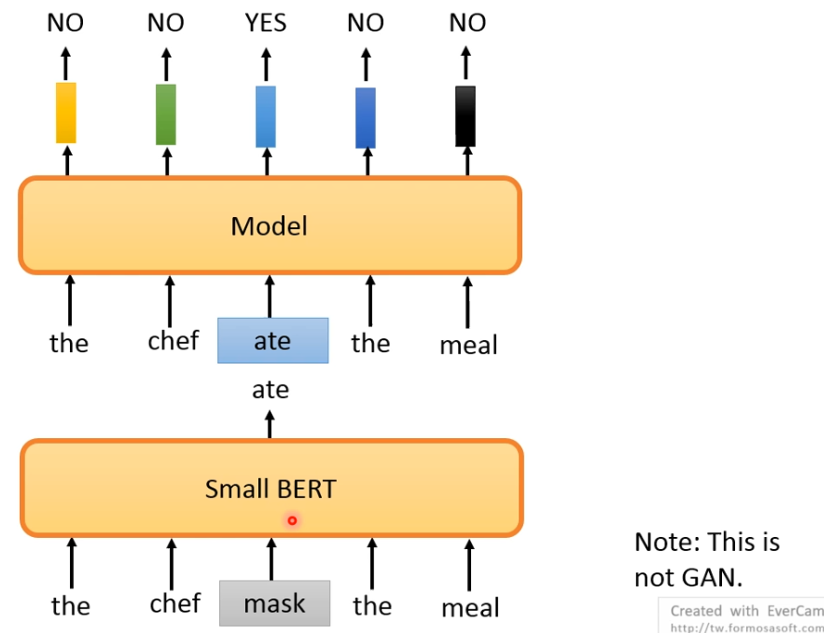 NO NO YES NO NO
Model
the chef ate the meal
ate
Small BERT
the chef mask the meal
Note: This is
not GAN.
Created with EverCam
http://tw.formosasoft.com